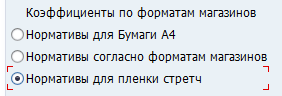 Коэффициенты по форматам магазинов
Нормативы для Бумаги А4
Нормативы согласно форматам магазинов
Нормативы для пленки стретч